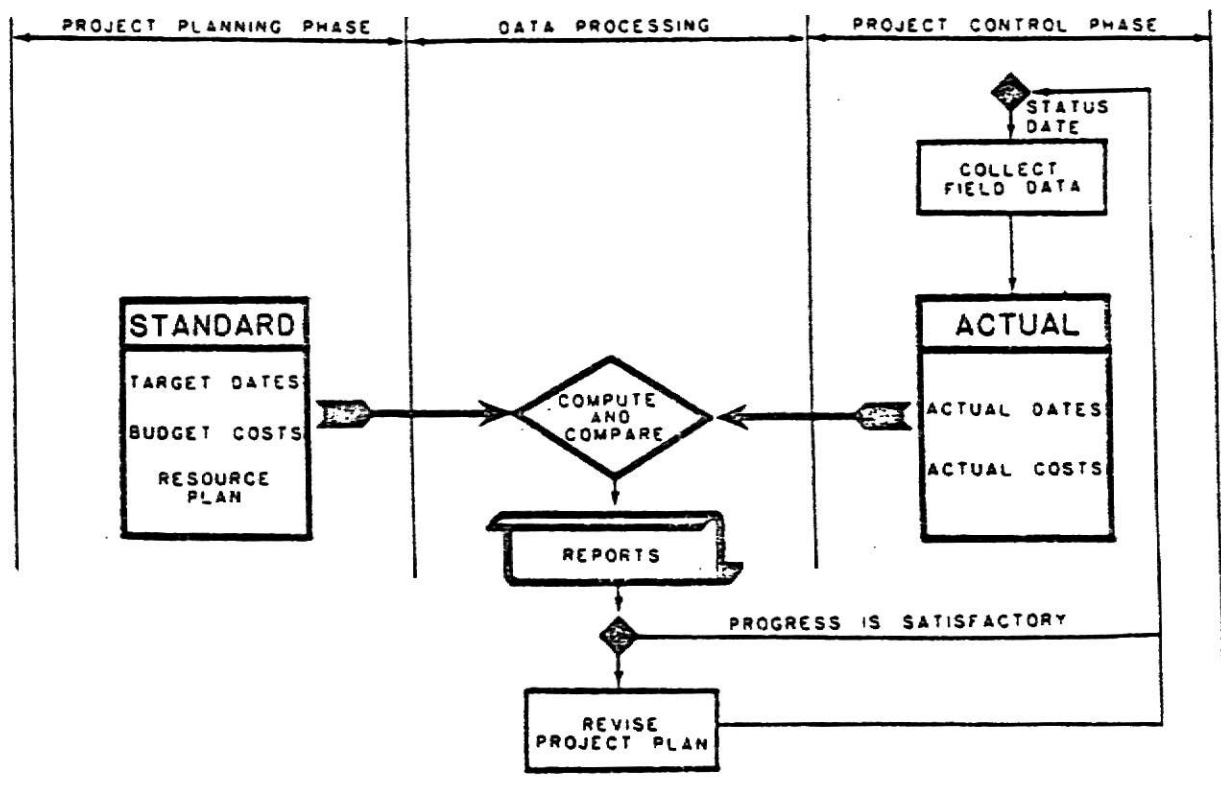 PROJECT PLANNING PHASE
DATA PROCESSING
PROJECT CONTROL PHASE
STATUS
DATE
COLLECT
FIELD DATA
STANDARD
TARGET DATES
BUDGET COSTS
RESOURCE
PLAN
COMPUTE
AND
COMPARE
ACTUAL
ACTUAL DATES
ACTUAL COSTS
REPORTS
PROGRESS IS SATISFACTORY
REVISE
PROJECT PLAN